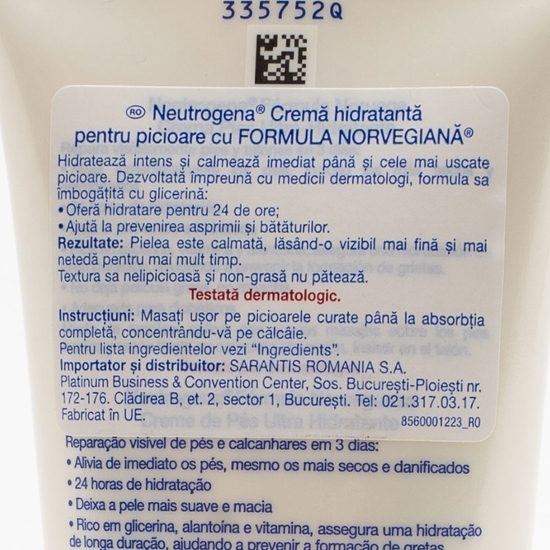 335752Q
RO Neutrogena® Cremă hidratantă
pentru picioare cu FORMULA NORVEGIANĂ®
Hidratează intens și calmează imediat până și cele mai uscate
picioare. Dezvoltată împreună cu medicii dermatologi, formula sa
îmbogățită cu glicerină:
•Oferă hidratare pentru 24 de ore;
•Ajută la prevenirea asprimii și bătăturilor.
Rezultate: Pielea este calmată, lăsând-o vizibil mai fină și mai
netedă pentru mai mult timp.
Textura sa nelipicioasă și non-grasă nu pătează.
Testată dermatologic.
Instrucțiuni: Masați ușor pe picioarele curate până la absorbția
completă, concentrându-vă pe călcâie.
Pentru lista ingredientelor vezi "Ingredients".
Importator și distribuitor: SARANTIS ROMANIA S.A.
Platinum Business & Convention Center, Sos. București-Ploiești nr.
172-176. Clădirea B, et. 2, sector 1, București. Tel: 021.317.03.17.
Fabricat în UE.
8560001223_R0
Creme de Pés Ultra Hidratante
Reparação visível de pés e calcanhares em 3 dias:
• Alivia de imediato os pés, mesmo os mais secos e danificados
• 24 horas de hidratação
• Deixa a pele mais suave e macia
• Rico em glicerina, alantoína e vitamina, assegura uma hidratação
de longa duração, ajudando a prevenir a formação de gretas